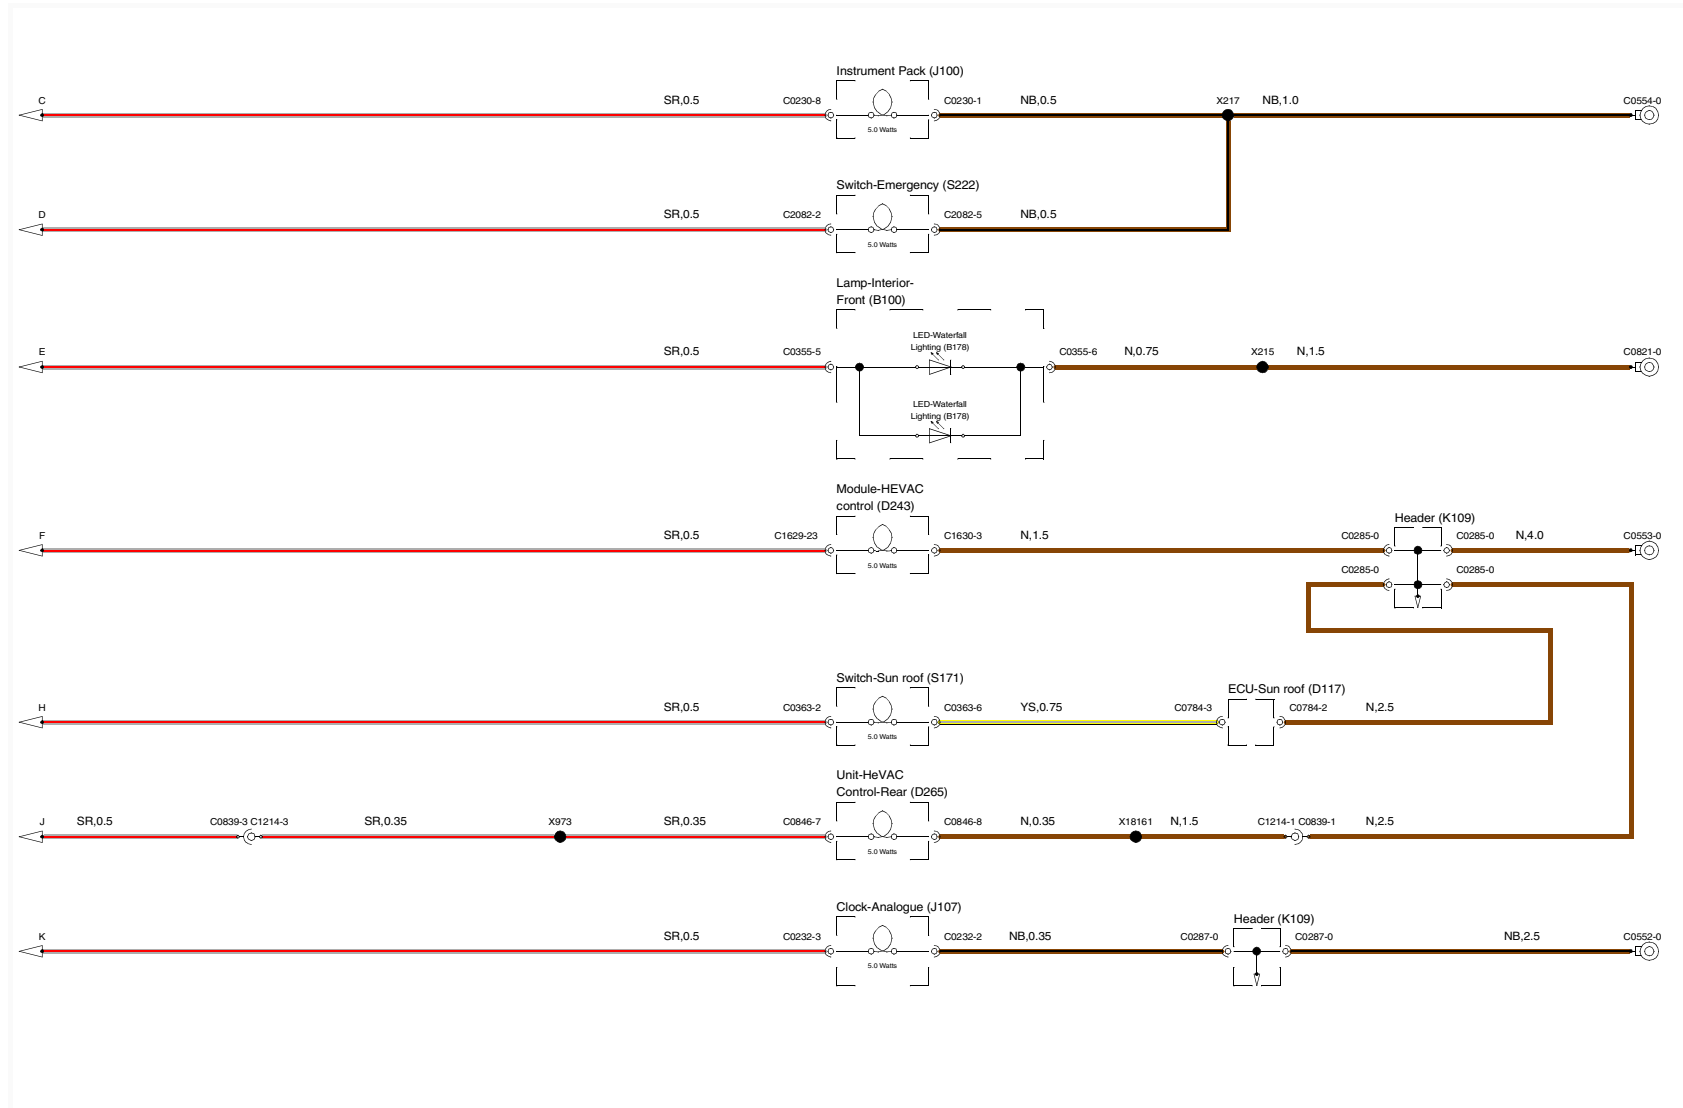 Instrument Pack (J100)
C SR,0.5 C0230-8 C0230-1 NB,0.5 X217 NB,1.0 C0554-0
5.0 Watts
Switch-Emergency (S222)
D SR,0.5 C2082-2 C2082-5 NB,0.5
5.0 Watts
Lamp-Interior-
Front (B100)
LED-Waterfall
Lighting (B178)
E SR,0.5 C0355-5 C0355-6 N,0.75 X215 N,1.5 C0821-0
LED-Waterfall
Lighting (B178)
Module-HEVAC
control (D243)
Header (K109)
F SR,0.5 C1629-23 C1630-3 N,1.5 C0285-0 C0285-0 N,4.0 C0553-0
5.0 Watts
C0285-0 C0285-0
Switch-Sun roof (S171)
ECU-Sun roof (D117)
H SR,0.5 C0363-2 C0363-6 YS,0.75 C0784-3 C0784-2 N,2.5
5.0 Watts
Unit-HeVAC
Control-Rear (D265)
J SR,0.5 C0839-3 C1214-3 SR,0.35 X973 SR,0.35 C0846-7 C0846-8 N,0.35 X18161 N,1.5 C1214-1 C0839-1 N,2.5
5.0 Watts
Clock-Analogue (J107)
Header (K109)
K SR,0.5 C0232-3 C0232-2 NB,0.35 C0287-0 C0287-0 NB,2.5 C0552-0
5.0 Watts